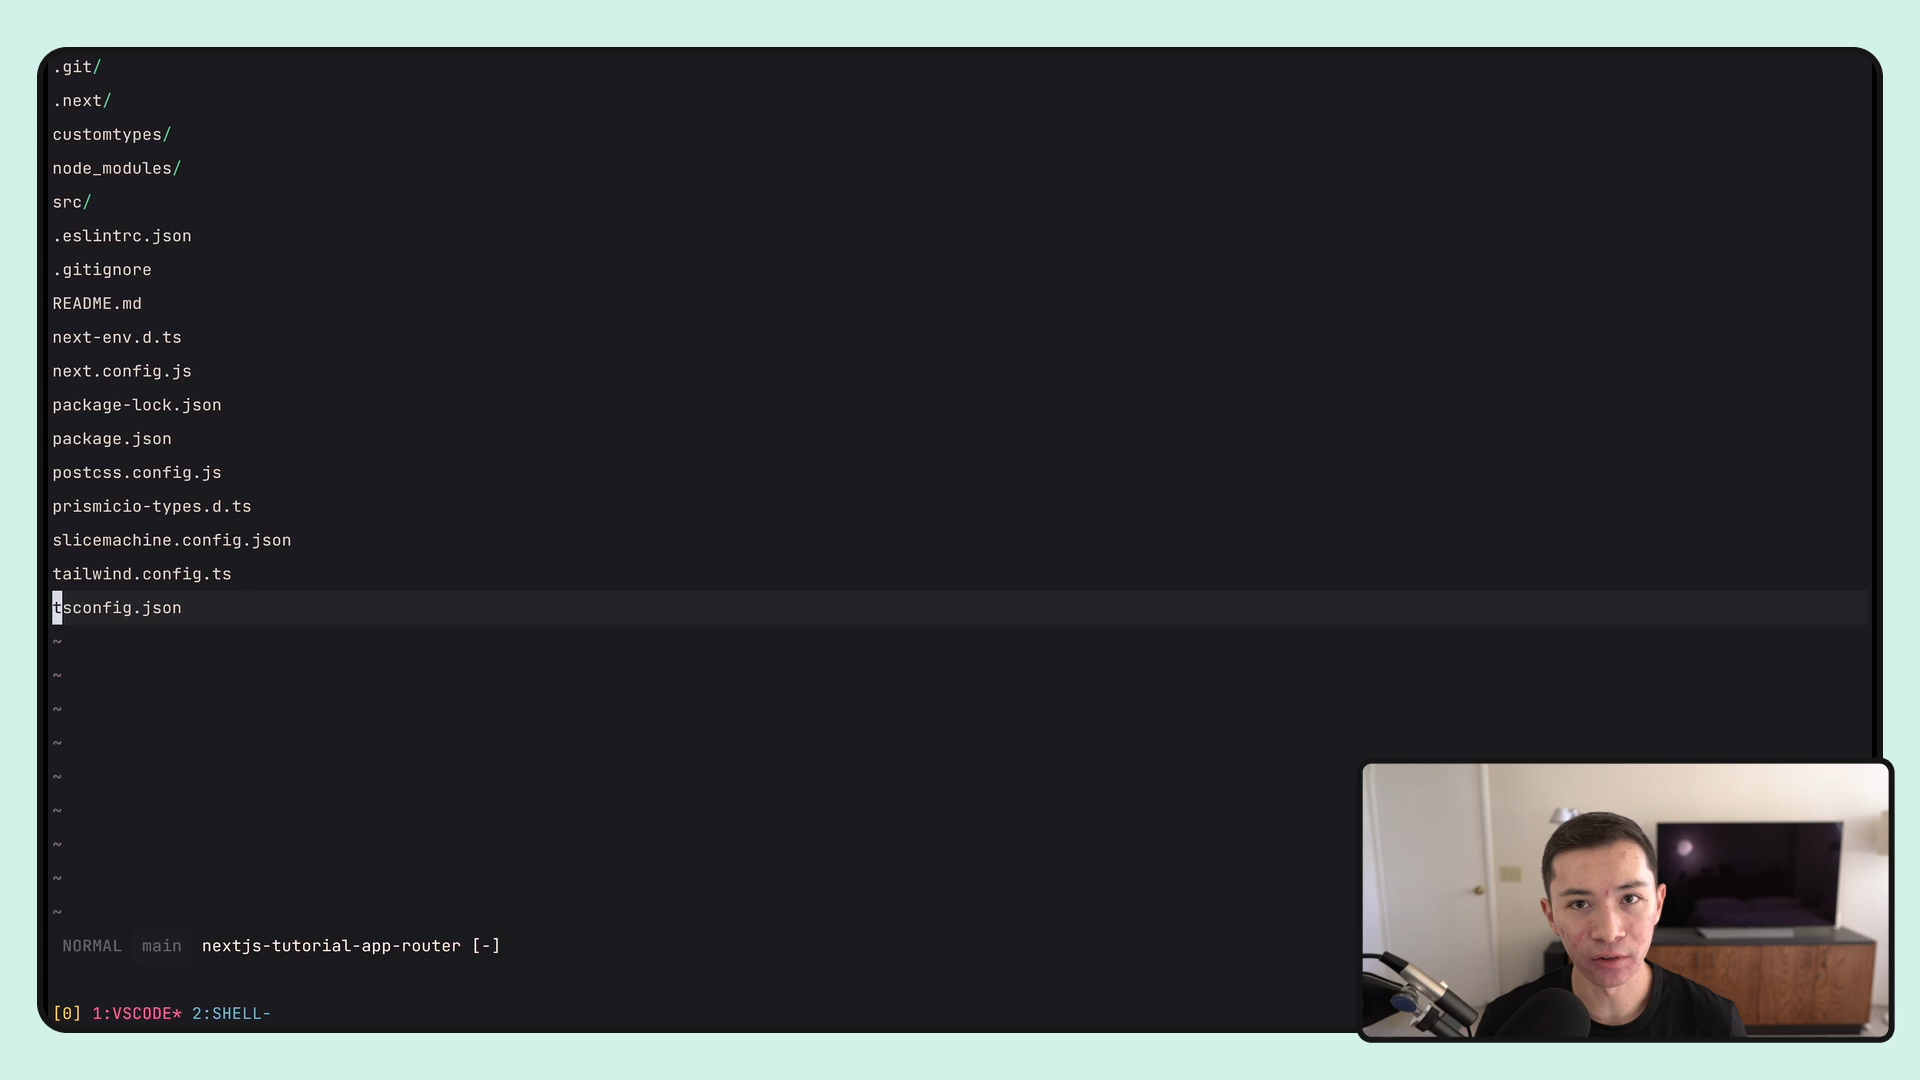 .git/
.next/
customtypes/
node_modules/
src/
.eslintrc.json
.gitignore
README.md
next-env.d.ts
next.config.js
package-lock.json
package.json
postcss.config.js
prismicio-types.d.ts
slicemachine.config.json
tailwind.config.ts
tsconfig.json
~
~
~
~
~
~
~
~
~
NORMAL main nextjs-tutorial-app-router [-]
[0] 1:VSCODE* 2:SHELL-